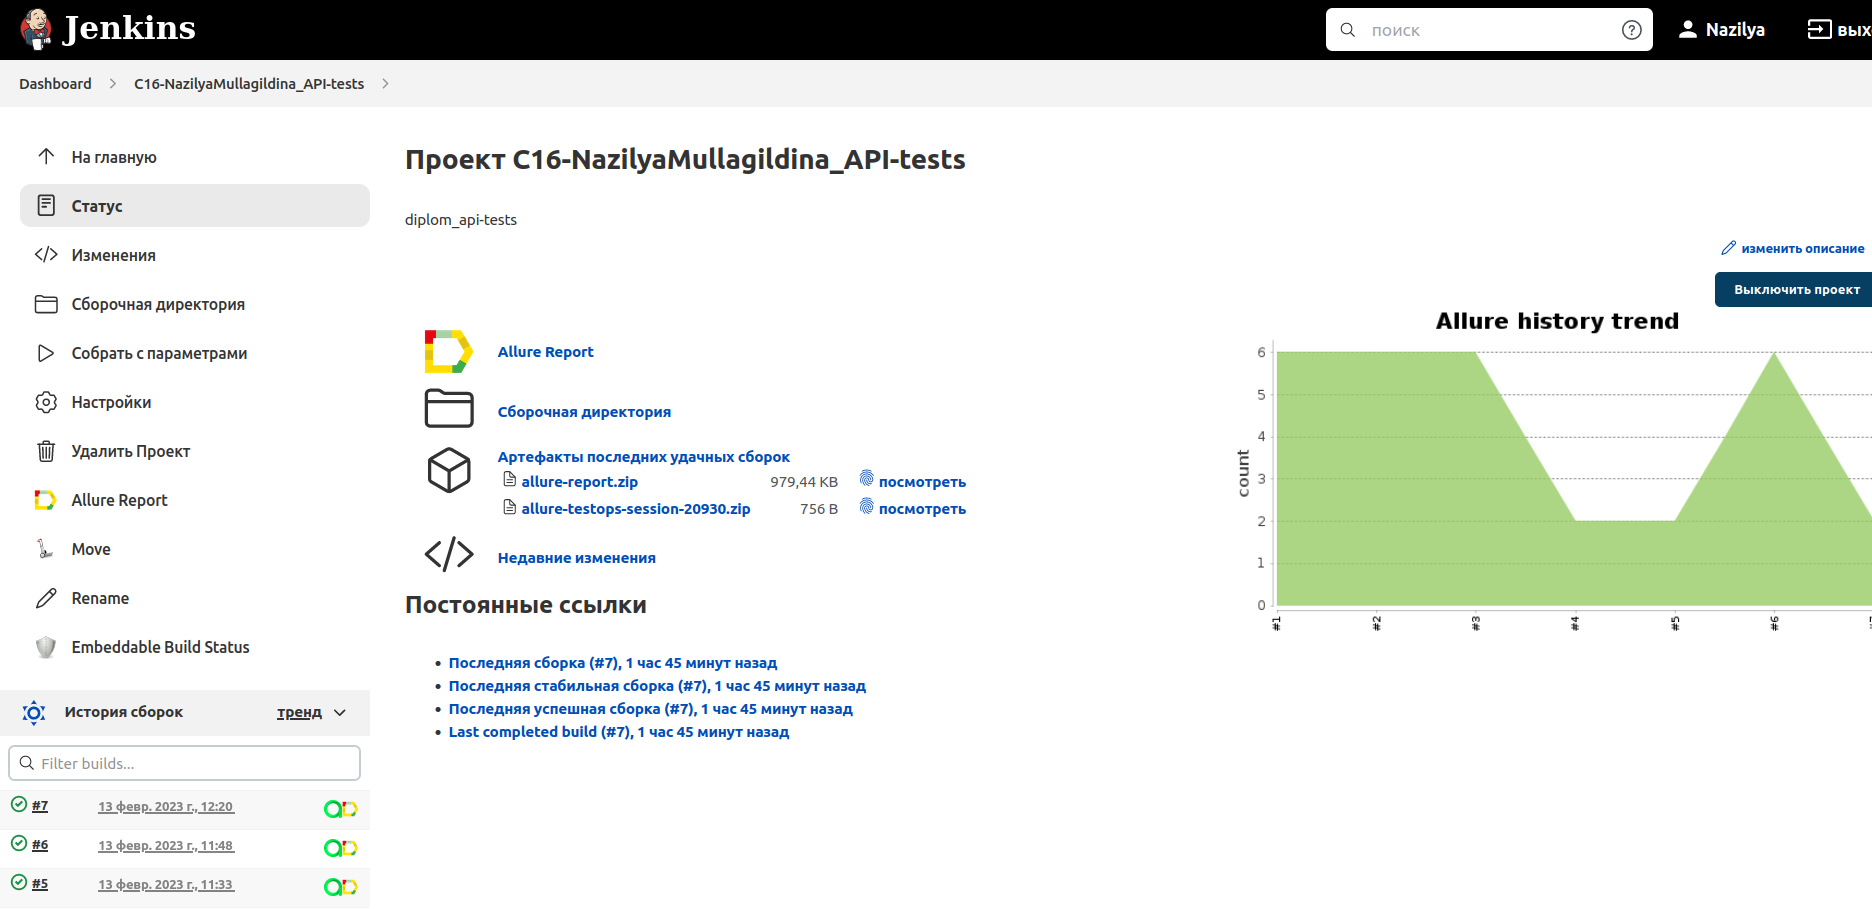 Jenkins
поиск
Nazilya
вых
Dashboard
C16-NazilyaMullagildina_API-tests
На главную
Статус
Изменения
Сборочная директория
Собрать с параметрами
Настройки
Удалить Проект
Allure Report
Move
Rename
Embeddable Build Status
История сборок
тренд
Filter builds...
#7 13 февр. 2023 г., 12:20
#6 13 февр. 2023 г., 11:48
#5 13 февр. 2023 г., 11:33
Проект C16-NazilyaMullagildina_API-tests
diplom_api-tests
изменить описание
Выключить проект
Allure Report
Сборочная директория
Артефакты последних удачных сборок
allure-report.zip 979,44 KB посмотреть
allure-testops-session-20930.zip 756 B посмотреть
Недавние изменения
Постоянные ссылки
Последняя сборка (#7), 1 час 45 минут назад
Последняя стабильная сборка (#7), 1 час 45 минут назад
Последняя успешная сборка (#7), 1 час 45 минут назад
Last completed build (#7), 1 час 45 минут назад
Allure history trend
count
6
5
4
3
2
1
0
#1 #2 #3 #4 #5 #6